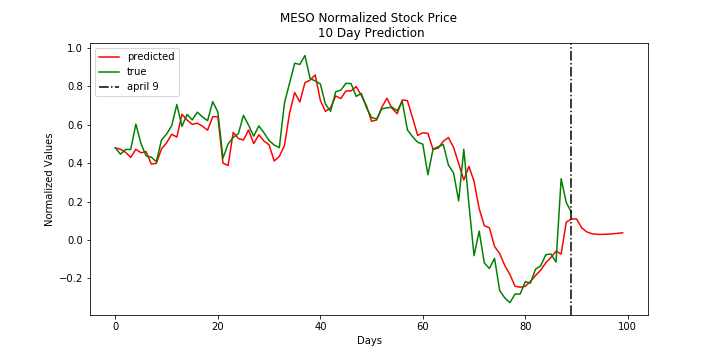 MESO Normalized Stock Price
10 Day Prediction
predicted
true
april 9
Normalized Values
1.0
0.8
0.6
0.4
0.2
0.0
−0.2
0
20
40
60
80
100
Days